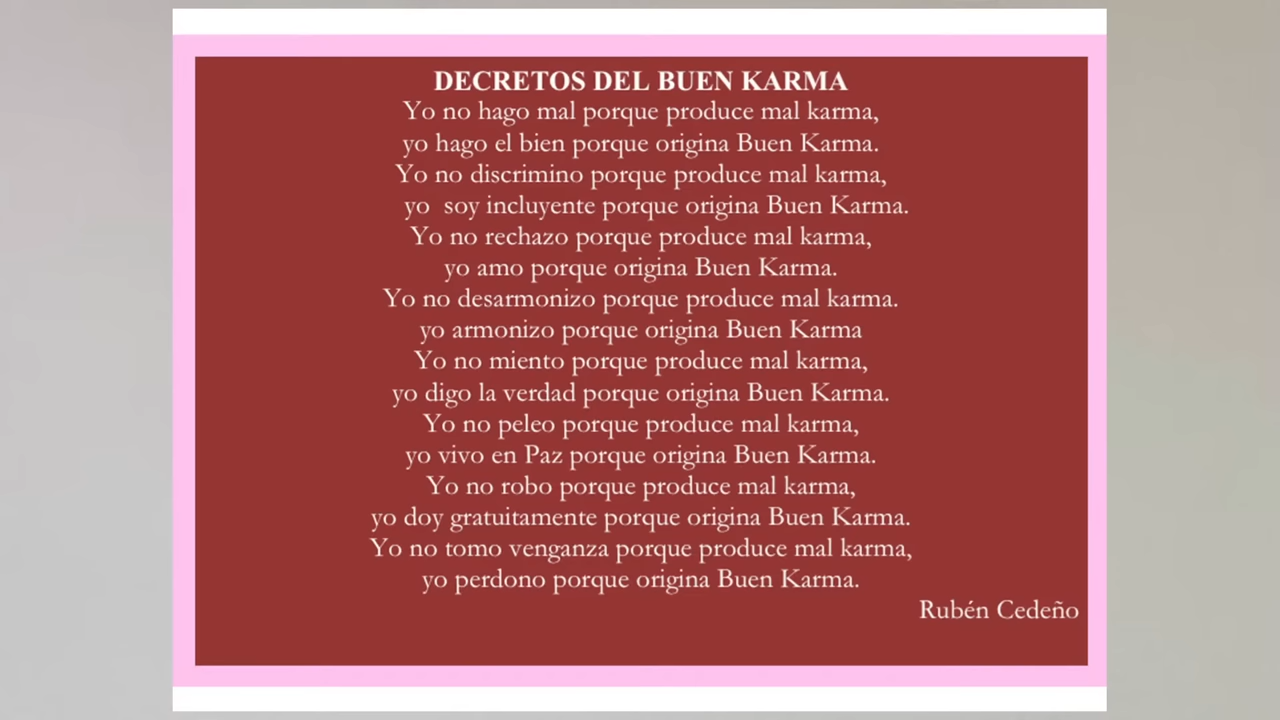 DECRETOS DEL BUEN KARMA
Yo no hago mal porque produce mal karma,
yo hago el bien porque origina Buen Karma.
Yo no discrimino porque produce mal karma,
yo soy incluyente porque origina Buen Karma.
Yo no rechazo porque produce mal karma,
yo amo porque origina Buen Karma.
Yo no desarmonizo porque produce mal karma.
yo armonizo porque origina Buen Karma
Yo no miento porque produce mal karma,
yo digo la verdad porque origina Buen Karma.
Yo no peleo porque produce mal karma,
yo vivo en Paz porque origina Buen Karma.
Yo no robo porque produce mal karma,
yo doy gratuitamente porque origina Buen Karma.
Yo no tomo venganza porque produce mal karma,
yo perdono porque origina Buen Karma.
Rubén Cedeño